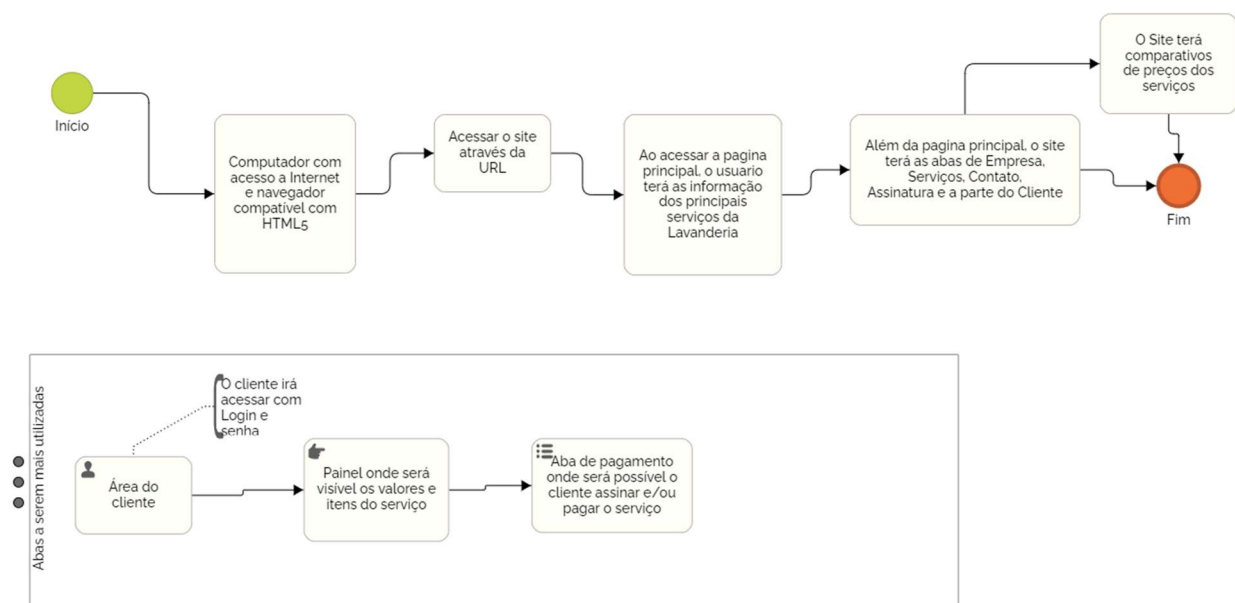 Início
Computador com
acesso a Internet
e navegador
compatível com
HTML5
Acessar o site
através da
URL
Ao acessar a pagina
principal, o usuario
terá as informação
dos principais
serviços da
Lavanderia
Além da pagina principal, o site
terá as abas de Empresa,
Serviços, Contato,
Assinatura e a parte do Cliente
O Site terá
comparativos
de preços dos
serviços
Fim
Abas a serem mais utilizadas
O cliente irá
acessar com
Login e
senha
Área do
cliente
Painel onde será
visível os valores e
itens do serviço
Aba de pagamento
onde será possível o
cliente assinar e/ou
pagar o serviço